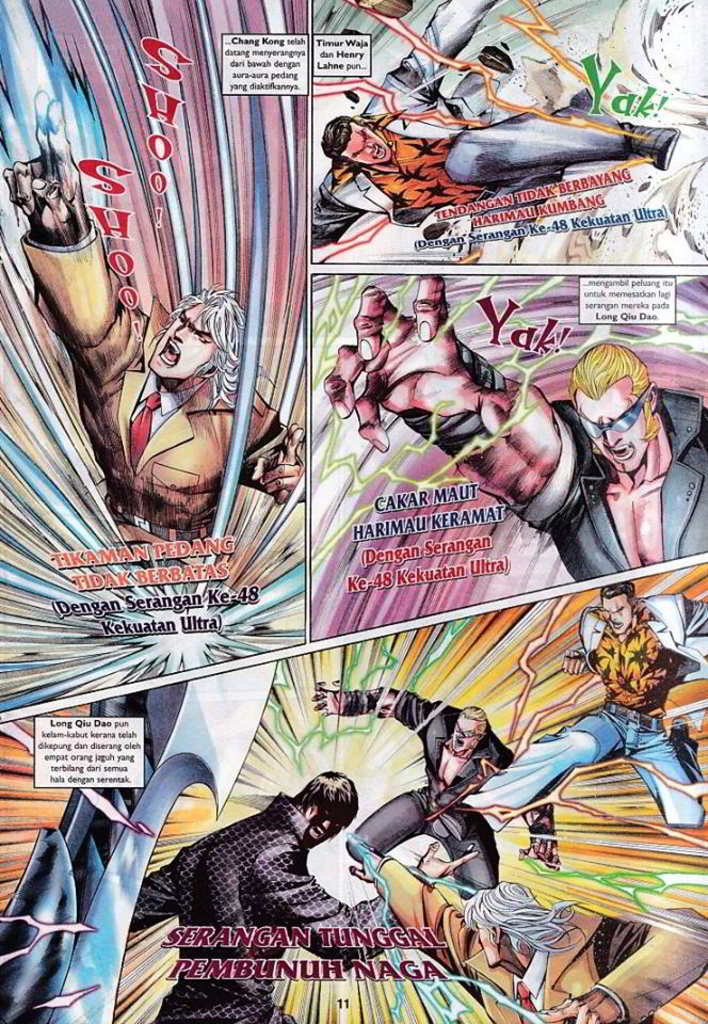 ...Chang Kong telah
datang menyerangnya
dari bawah dengan
aura-aura pedang
yang diaktifkannya.
SHOOO!
SHOOO!
TIKAMAN PEDANG
TIDAK BERBATAS
(Dengan Serangan Ke-48
Kekuatan Ultra)
Timur Waja
dan Henry
Lahne pun...
Yak!
TENDANGAN TIDAK BERBAYANG
HARIMAU KUMBANG
(Dengan Serangan Ke-48 Kekuatan Ultra)
...mengambil peluang itu
untuk memesatkan lagi
serangan mereka pada
Long Qiu Dao.
Yak!
CAKAR MAUT
HARIMAU KERAMAT
(Dengan Serangan
Ke-48 Kekuatan Ultra)
Long Qiu Dao pun
kelam-kabut kerana telah
dikepung dan diserang oleh
empat orang jaguh yang
terbilang dari semua
hala dengan serentak.
SERANGAN TUNGGAL
PEMBUNUH NAGA
11